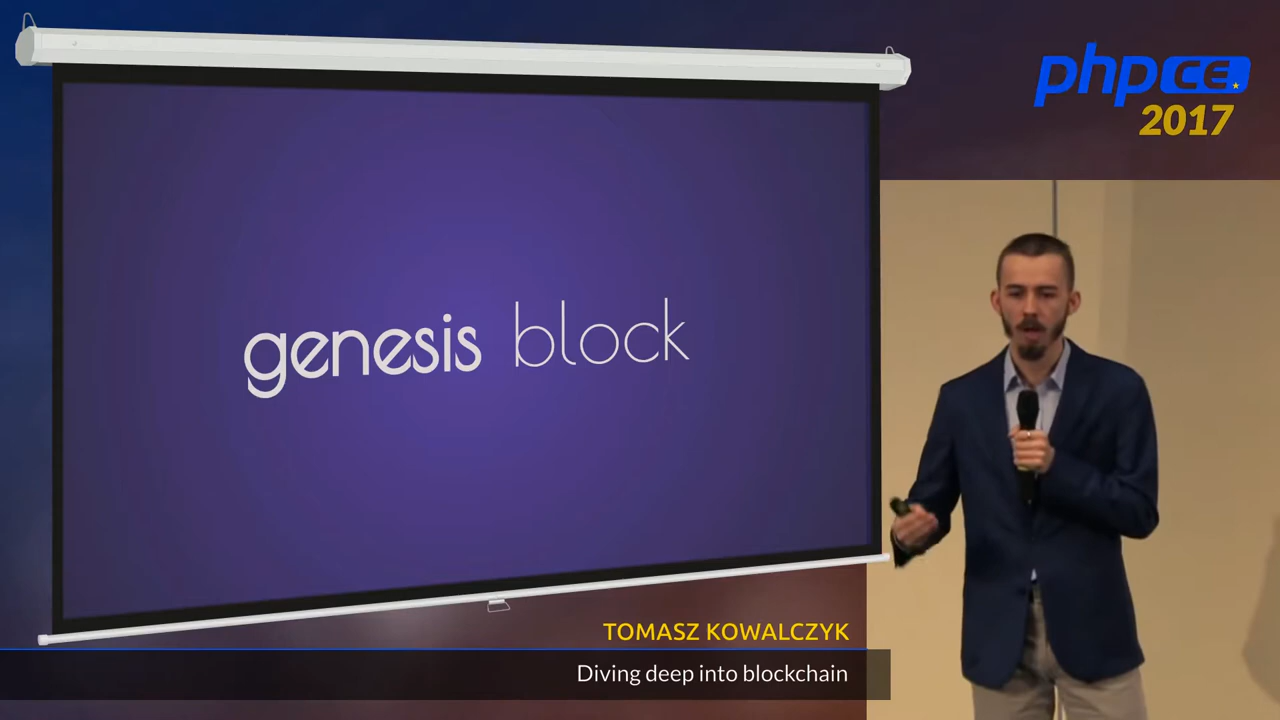 phpCE
2017
genesis block
TOMASZ KOWALCZYK
Diving deep into blockchain